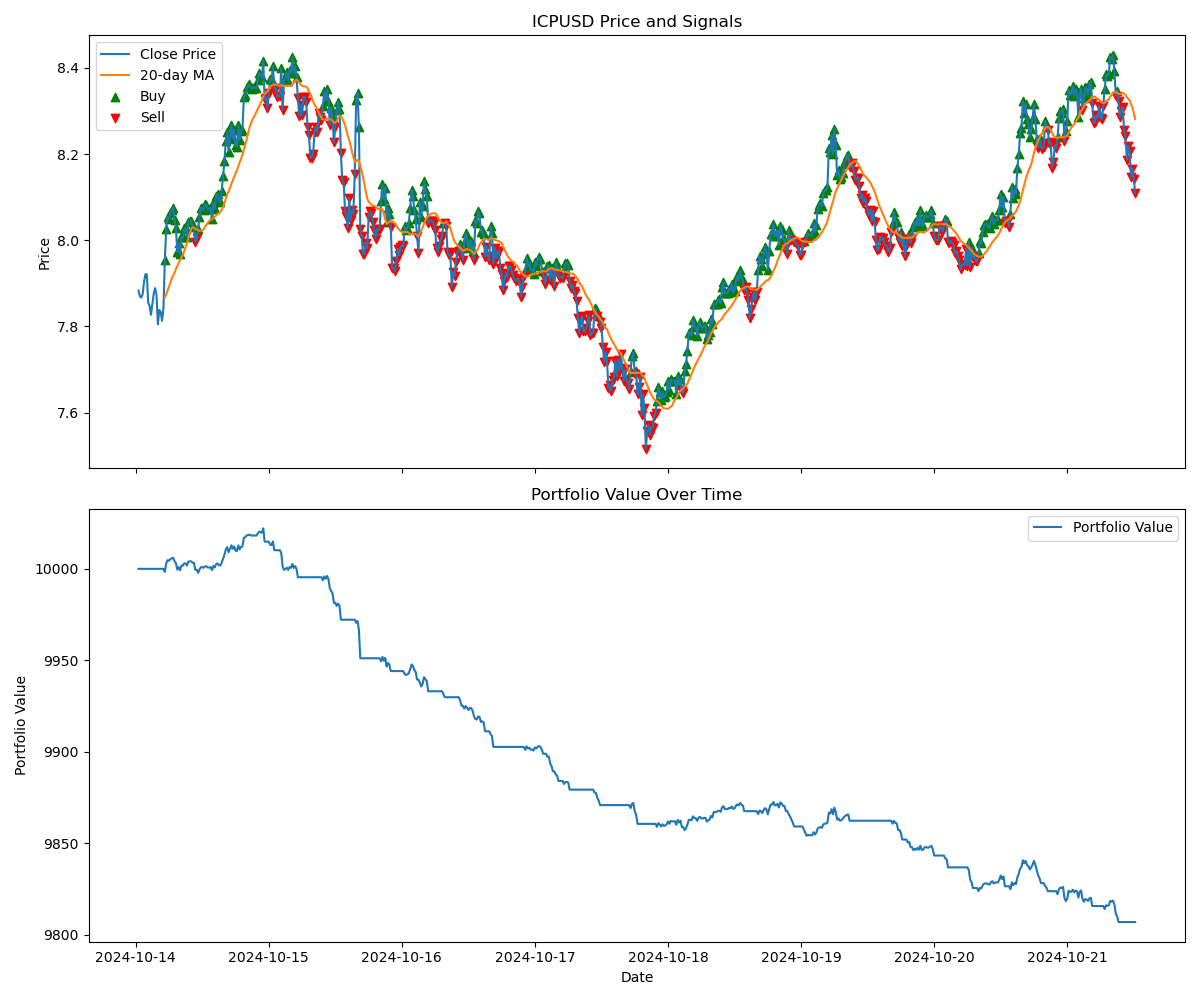 ICPUSD Price and Signals
Close Price
20-day MA
Buy
Sell
8.4
8.2
8.0
7.8
7.6
Price
Portfolio Value Over Time
Portfolio Value
10000
9950
9900
9850
9800
Portfolio Value
2024-10-14
2024-10-15
2024-10-16
2024-10-17
2024-10-18
2024-10-19
2024-10-20
2024-10-21
Date